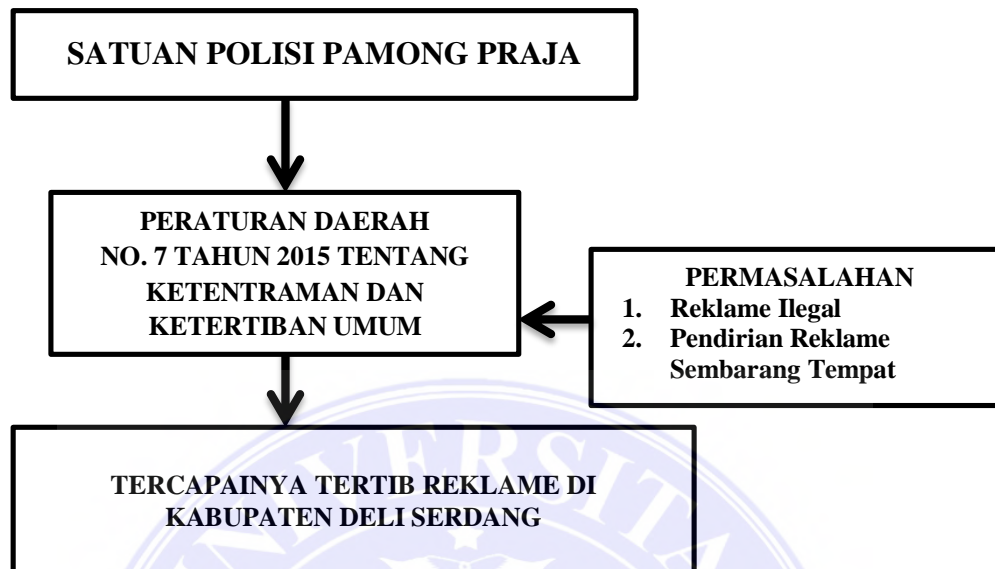 SATUAN POLISI PAMONG PRAJA
PERATURAN DAERAH
NO. 7 TAHUN 2015 TENTANG
KETENTRAMAN DAN
KETERTIBAN UMUM
PERMASALAHAN
1. Reklame Ilegal
2. Pendirian Reklame
Sembarang Tempat
TERCAPAINYA TERTIB REKLAME DI
KABUPATEN DELI SERDANG